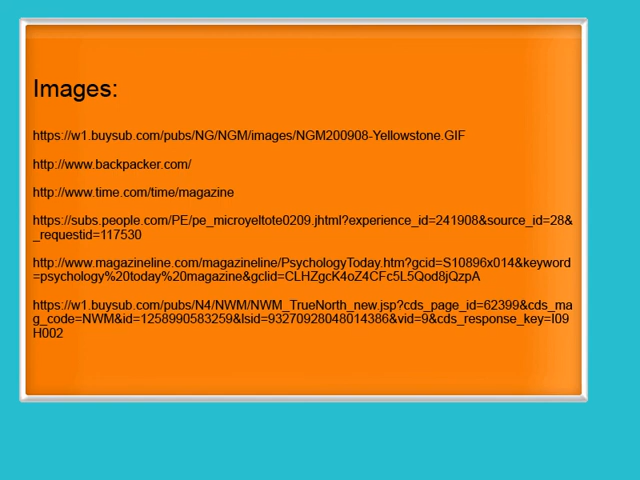 Images:
https://w1.buysub.com/pubs/NG/NGM/images/NGM200908-Yellowstone.GIF
http://www.backpacker.com/
http://www.time.com/time/magazine
https://subs.people.com/PE/pe_microyeltote0209.jhtml?experience_id=241908&source_id=28&
_requestid=117530
http://www.magazineline.com/magazineline/PsychologyToday.htm?gcid=S10896x014&keyword
=psychology%20today%20magazine&gclid=CLHZgcK4oZ4CFc5L5Qod8jQzpA
https://w1.buysub.com/pubs/N4/NWM/NWM_TrueNorth_new.jsp?cds_page_id=62399&cds_ma
g_code=NWM&id=1258990583259&lsid=93270928048014386&vid=9&cds_response_key=I09
H002